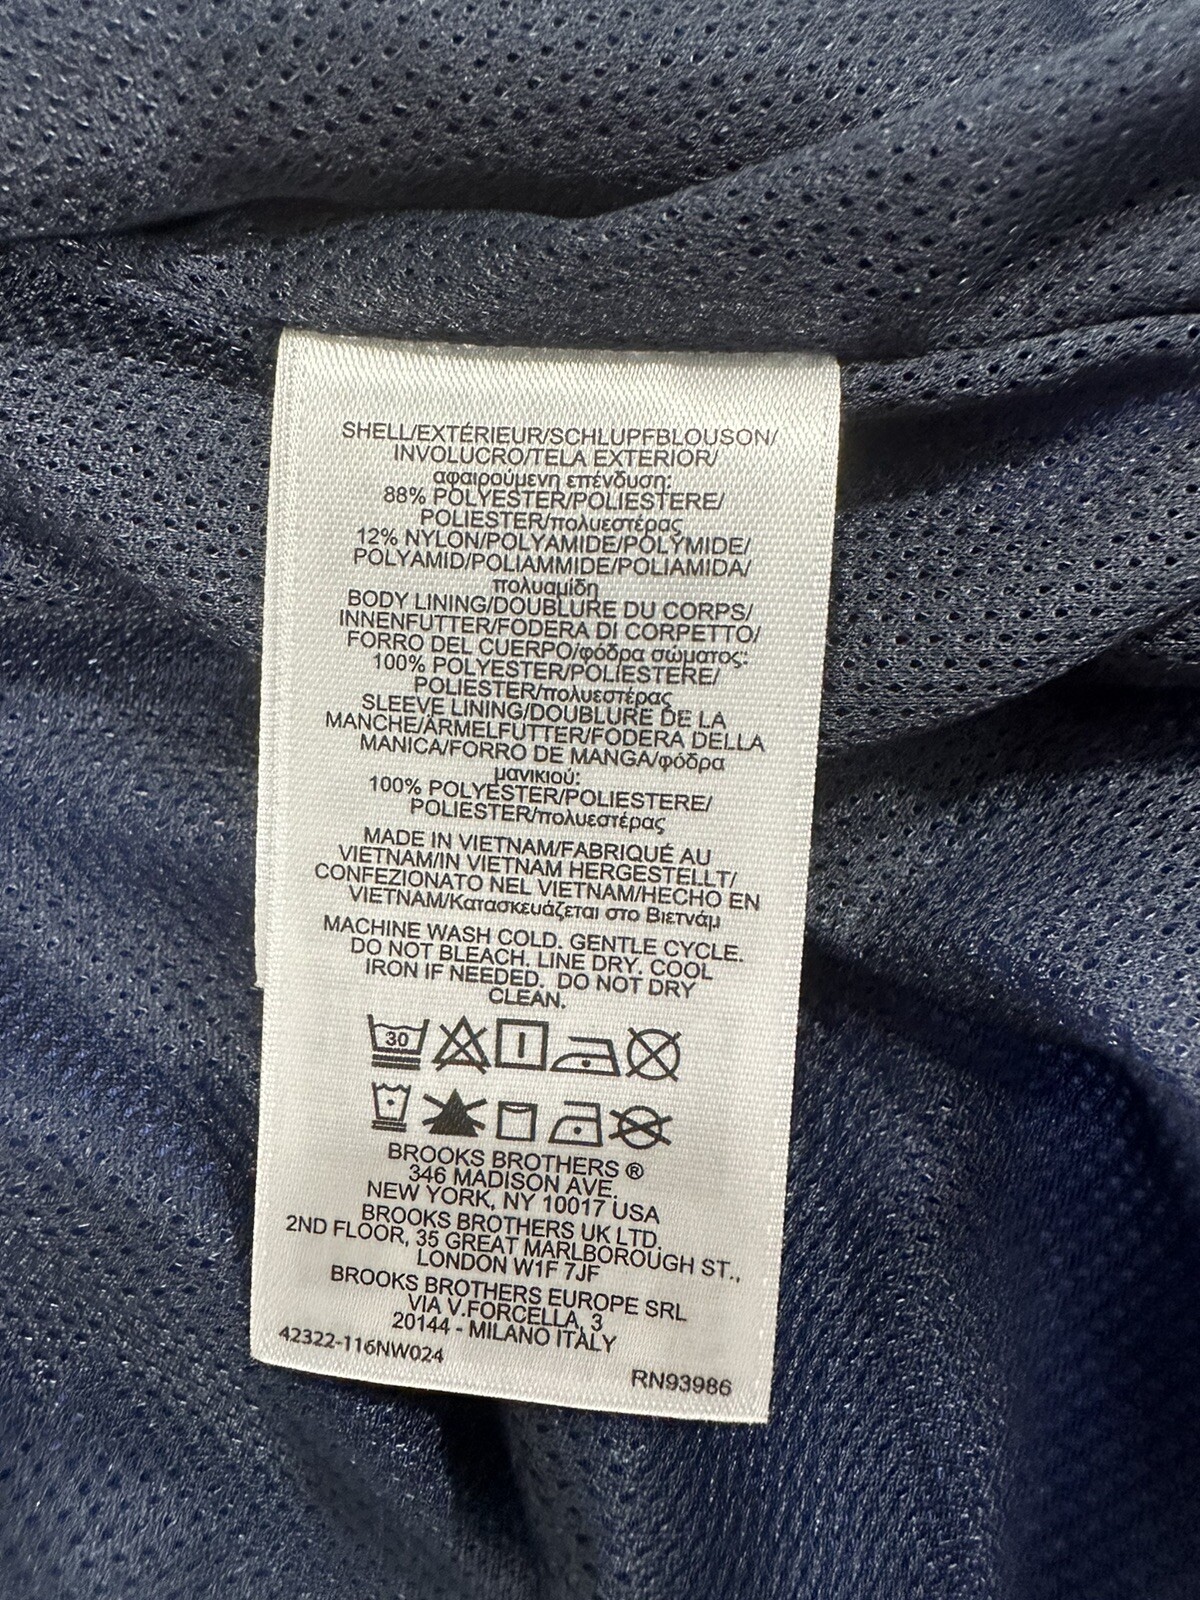 SHELL/EXTÉRIEUR/SCHLUPFBLOUSON/
INVOLUCRO/TELA EXTERIOR/
αφαιρούμενη επένδυση:
88% POLYESTER/POLIESTERE/
POLIESTER/πολυεστέρας
12% NYLON/POLYAMIDE/POLYMIDE/
POLYAMID/POLIAMMIDE/POLIAMIDA/
πολυαμίδη
BODY LINING/DOUBLURE DU CORPS/
INNENFUTTER/FODERA DI CORPETTO/
FORRO DEL CUERPO/φόδρα σώματος:
100% POLYESTER/POLIESTERE/
POLIESTER/πολυεστέρας
SLEEVE LINING/DOUBLURE DE LA
MANCHE/ÄRMELFUTTER/FODERA DELLA
MANICA/FORRO DE MANGA/φόδρα
μανικιού:
100% POLYESTER/POLIESTERE/
POLIESTER/πολυεστέρας
MADE IN VIETNAM/FABRIQUÉ AU
VIETNAM/IN VIETNAM HERGESTELLT/
CONFEZIONATO NEL VIETNAM/HECHO EN
VIETNAM/Κατασκευάζεται στο Βιετνάμ
MACHINE WASH COLD. GENTLE CYCLE.
DO NOT BLEACH. LINE DRY. COOL
IRON IF NEEDED. DO NOT DRY
CLEAN.
30
BROOKS BROTHERS ®
346 MADISON AVE.
NEW YORK, NY 10017 USA
BROOKS BROTHERS UK LTD.
2ND FLOOR, 35 GREAT MARLBOROUGH ST.,
LONDON W1F 7JF
BROOKS BROTHERS EUROPE SRL
VIA V.FORCELLA, 3
20144 - MILANO ITALY
42322-116NW024
RN93986